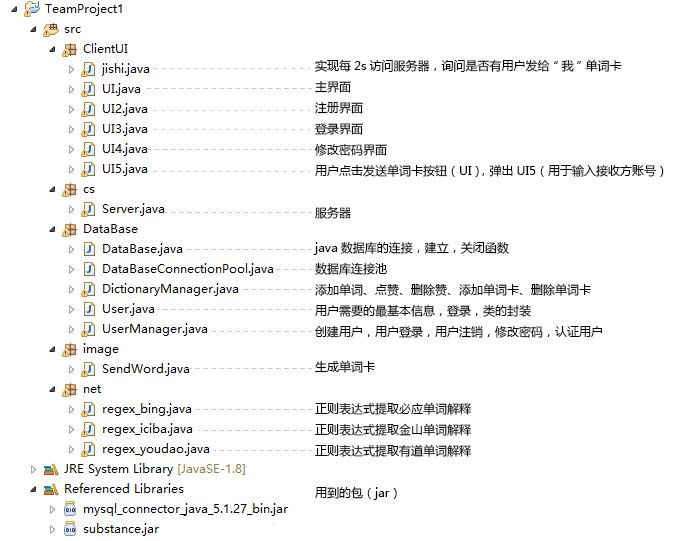 TeamProject1
src
ClientUI
jishi.java 实现每2s访问服务器，询问是否有用户发给“我”单词卡
UI.java 主界面
UI2.java 注册界面
UI3.java 登录界面
UI4.java 修改密码界面
UI5.java 用户点击发送单词卡按钮（UI），弹出UI5（用于输入接收方账号）
cs
Server.java 服务器
DataBase
DataBase.java java数据库的连接，建立，关闭函数
DataBaseConnectionPool.java 数据库连接池
DictionaryManager.java 添加单词、点赞、删除赞、添加单词卡、删除单词卡
User.java 用户需要的最基本信息，登录，类的封装
UserManager.java 创建用户，用户登录，用户注销，修改密码，认证用户
image
SendWord.java 生成单词卡
net
regex_bing.java 正则表达式提取必应单词解释
regex_iciba.java 正则表达式提取金山单词解释
regex_youdao.java 正则表达式提取有道单词解释
JRE System Library [JavaSE-1.8]
Referenced Libraries 用到的包（jar）
mysql_connector_java_5.1.27_bin.jar
substance.jar